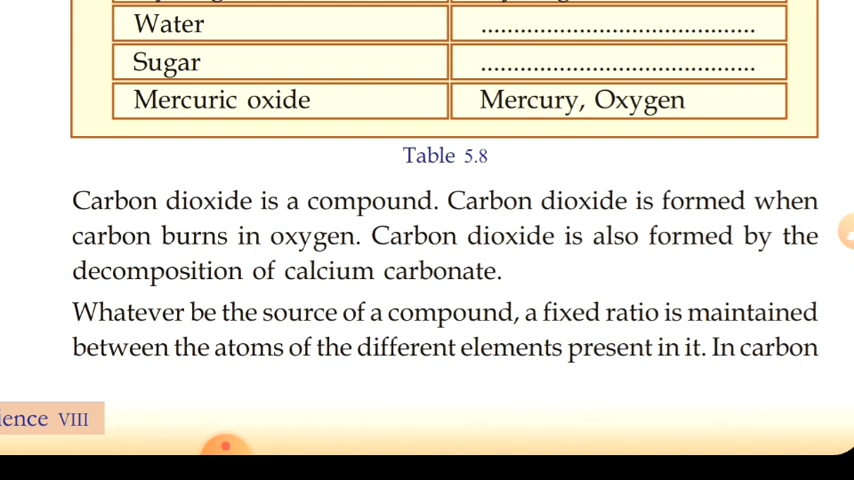 Water ..........................................
Sugar ..........................................
Mercuric oxide Mercury, Oxygen
Table 5.8
Carbon dioxide is a compound. Carbon dioxide is formed when
carbon burns in oxygen. Carbon dioxide is also formed by the
decomposition of calcium carbonate.
Whatever be the source of a compound, a fixed ratio is maintained
between the atoms of the different elements present in it. In carbon
ience VIII